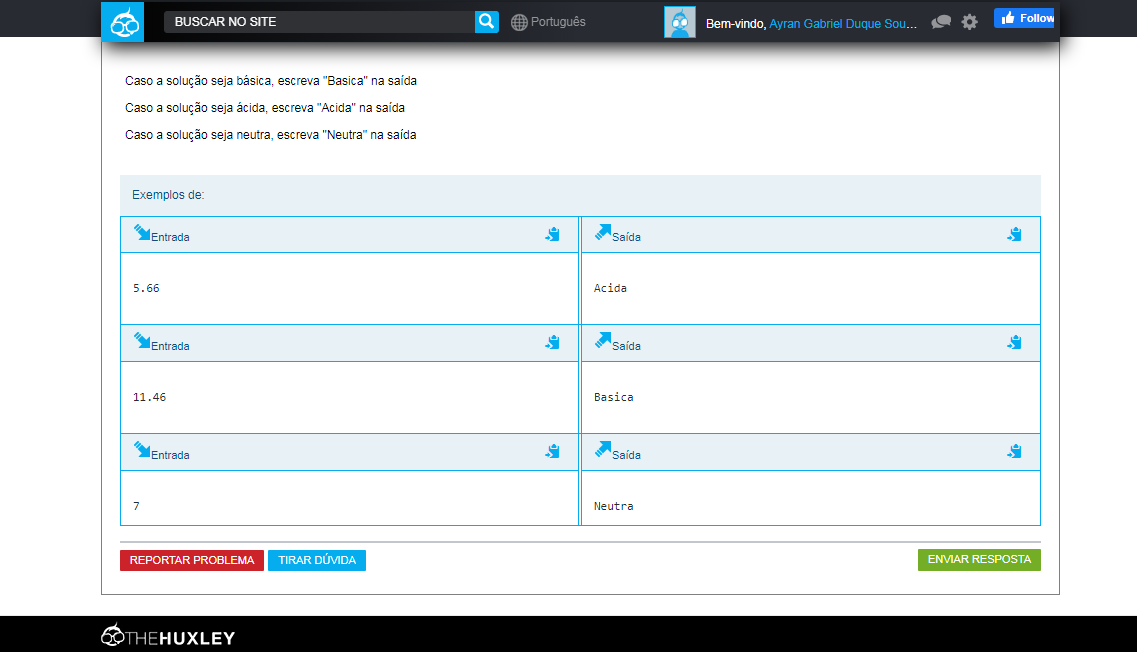 BUSCAR NO SITE
Português
Bem-vindo, Ayran Gabriel Duque Sou...
Follow
Caso a solução seja básica, escreva "Basica" na saída
Caso a solução seja ácida, escreva "Acida" na saída
Caso a solução seja neutra, escreva "Neutra" na saída
Exemplos de:
Entrada
Saída
5.66
Acida
Entrada
Saída
11.46
Basica
Entrada
Saída
7
Neutra
REPORTAR PROBLEMA
TIRAR DÚVIDA
ENVIAR RESPOSTA
THEHUXLEY